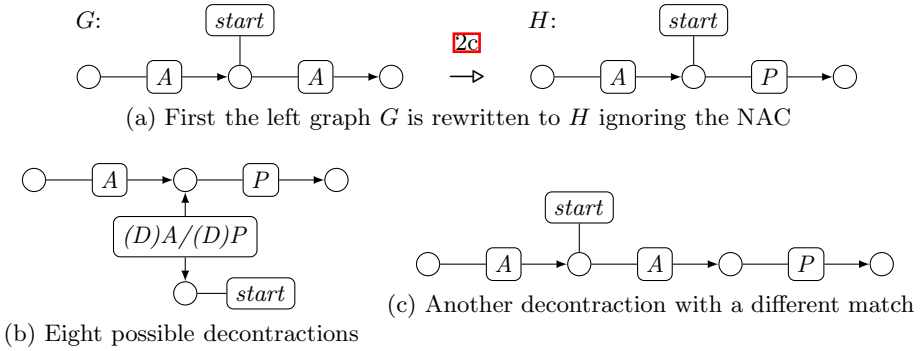 G:
start
2c
H:
start
A
A
A
P
(a) First the left graph G is rewritten to H ignoring the NAC
A
P
(D)A/(D)P
start
(b) Eight possible decontractions
start
A
A
P
(c) Another decontraction with a different match